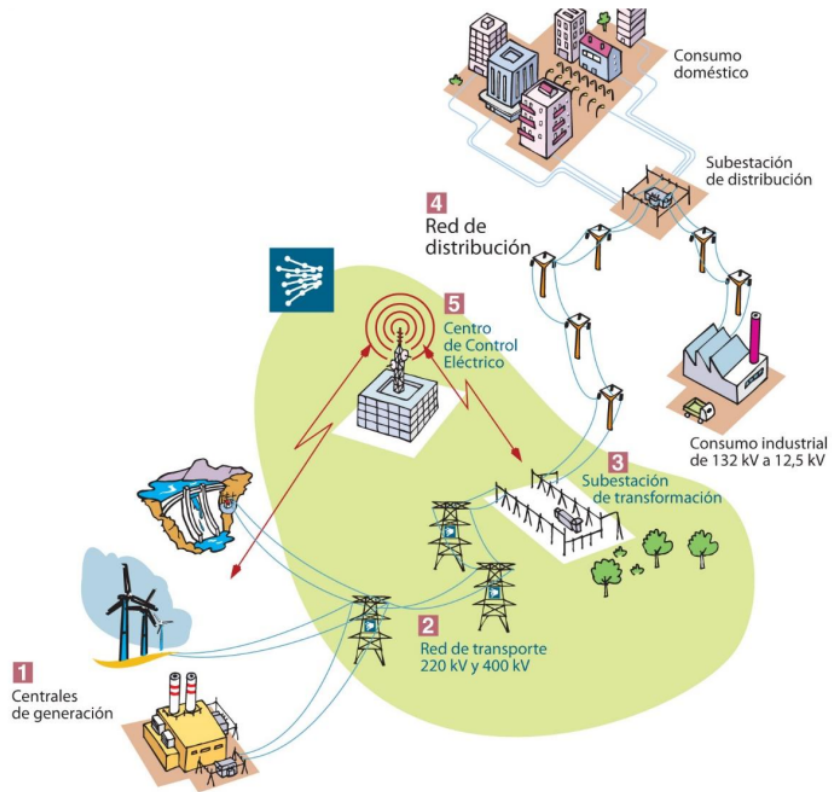 Consumo
doméstico
Subestación
de distribución
4
Red de
distribución
5
Centro
de Control
Eléctrico
Consumo industrial
de 132 kV a 12,5 kV
3
Subestación
de transformación
2
Red de transporte
220 kV y 400 kV
1
Centrales
de generación